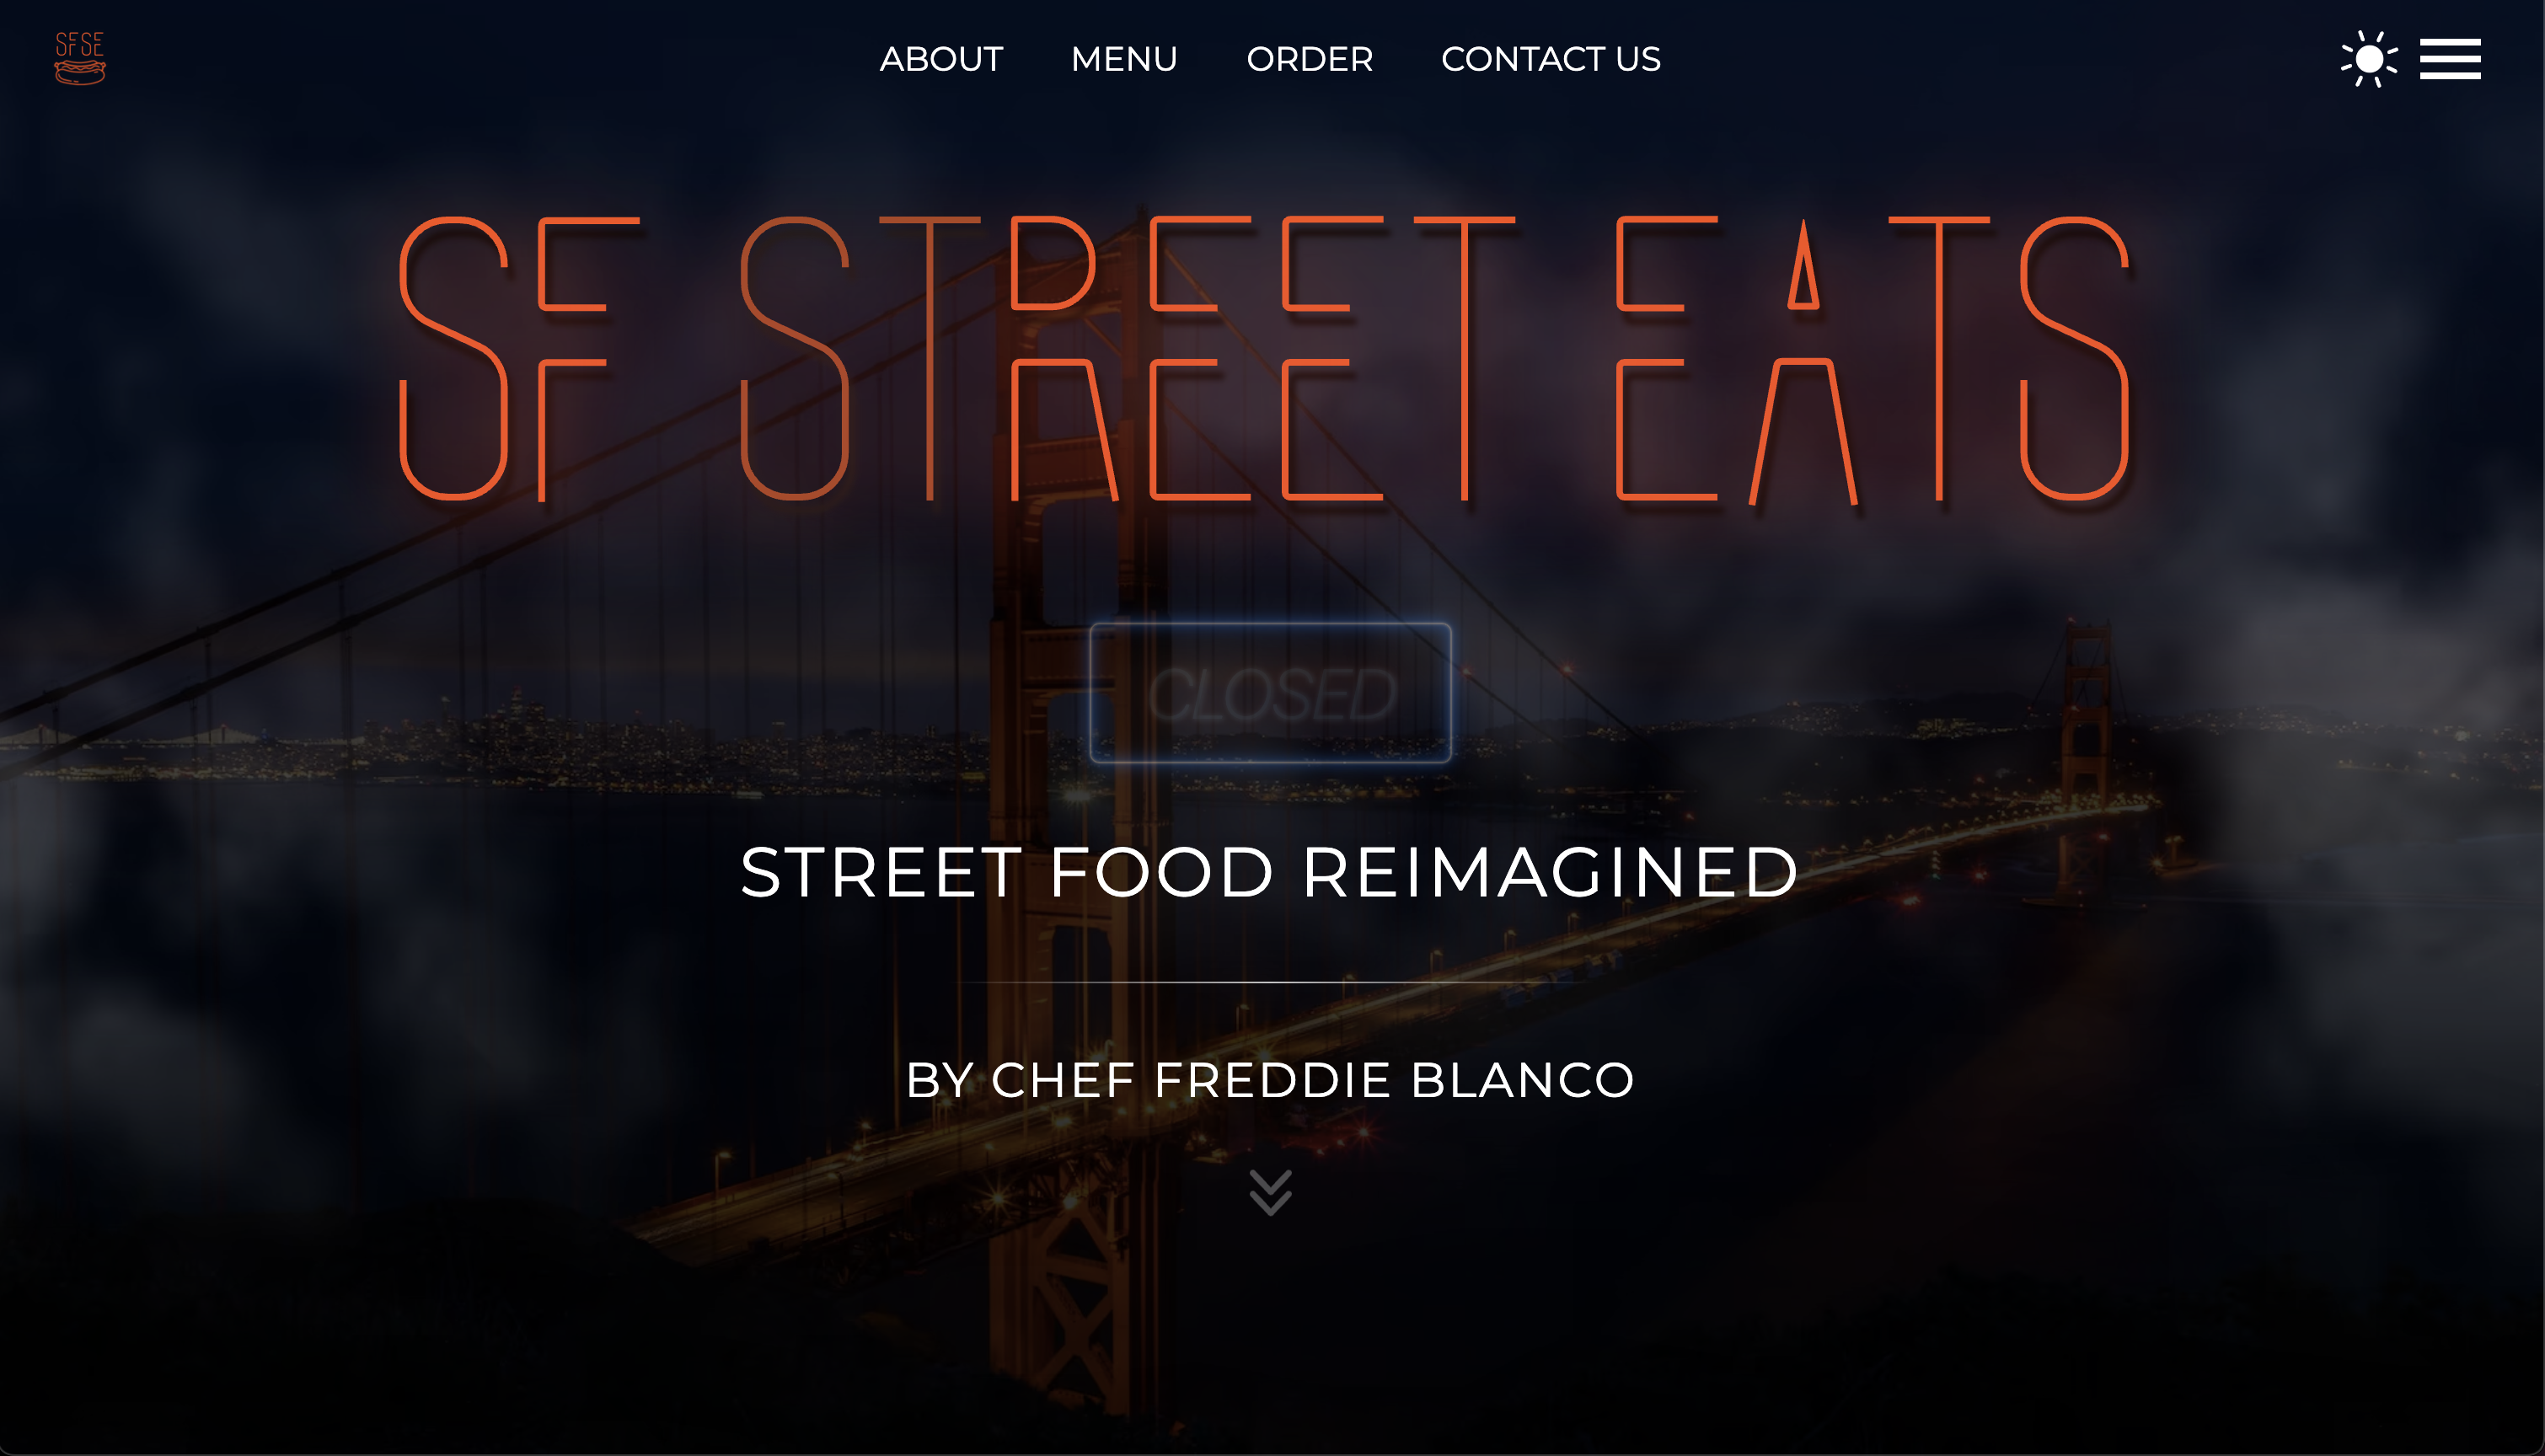 SFSE
ABOUT MENU ORDER CONTACT US
SF STREET EATS
CLOSED
STREET FOOD REIMAGINED
BY CHEF FREDDIE BLANCO